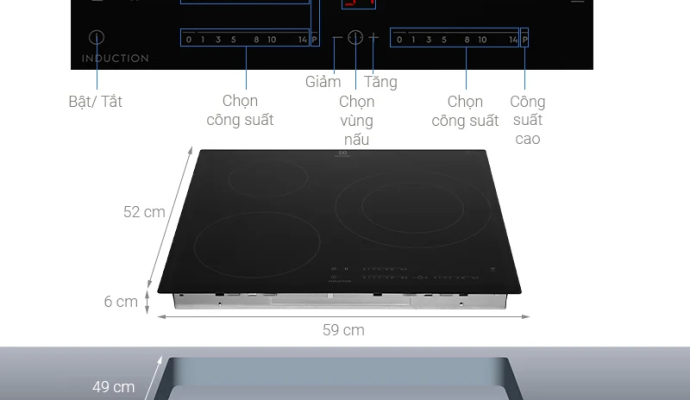 0 1 3 5 8 10 14 P
0 1 3 5 8 10 14 P
INDUCTION
Giảm
Tăng
Bật/ Tắt
Chọn
công suất
Chọn
vùng
nấu
Chọn
công suất
Công
suất
cao
52 cm
6 cm
59 cm
49 cm